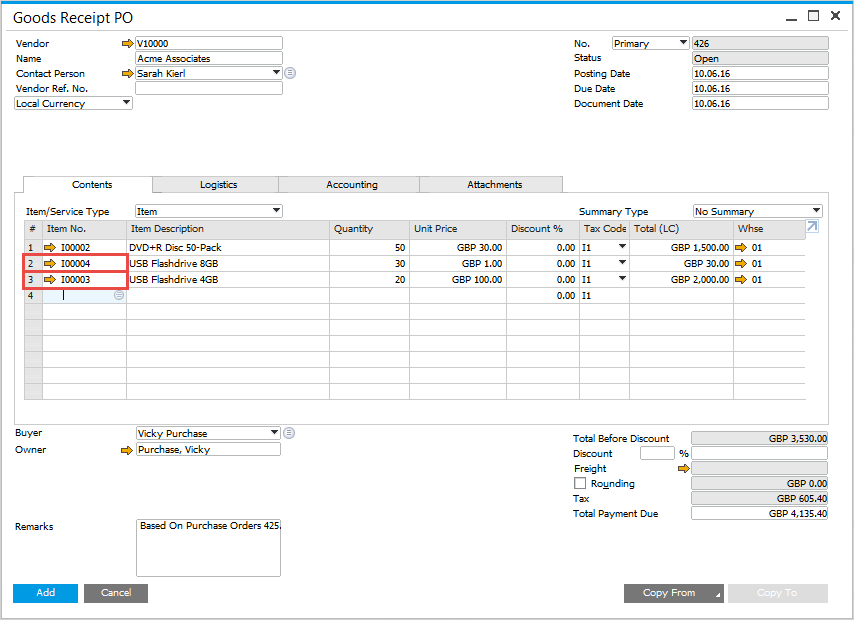 Goods Receipt PO
Vendor V10000
Name Acme Associates
Contact Person Sarah Kierl
Vendor Ref. No.
Local Currency
No. Primary 426
Status Open
Posting Date 10.06.16
Due Date 10.06.16
Document Date 10.06.16
Contents Logistics Accounting Attachments
Item/Service Type Item Summary Type No Summary
# Item No. Item Description Quantity Unit Price Discount % Tax Code Total (LC) Whse
1 I00002 DVD+R Disc 50-Pack 50 GBP 30.00 0.00 I1 GBP 1,500.00 01
2 I00004 USB Flashdrive 8GB 30 GBP 1.00 0.00 I1 GBP 30.00 01
3 I00003 USB Flashdrive 4GB 20 GBP 100.00 0.00 I1 GBP 2,000.00 01
4 0.00 I1
Buyer Vicky Purchase
Owner Purchase, Vicky
Total Before Discount GBP 3,530.00
Discount %
Freight
Rounding GBP 0.00
Tax GBP 605.40
Total Payment Due GBP 4,135.40
Remarks Based On Purchase Orders 425.
Add Cancel Copy From Copy To